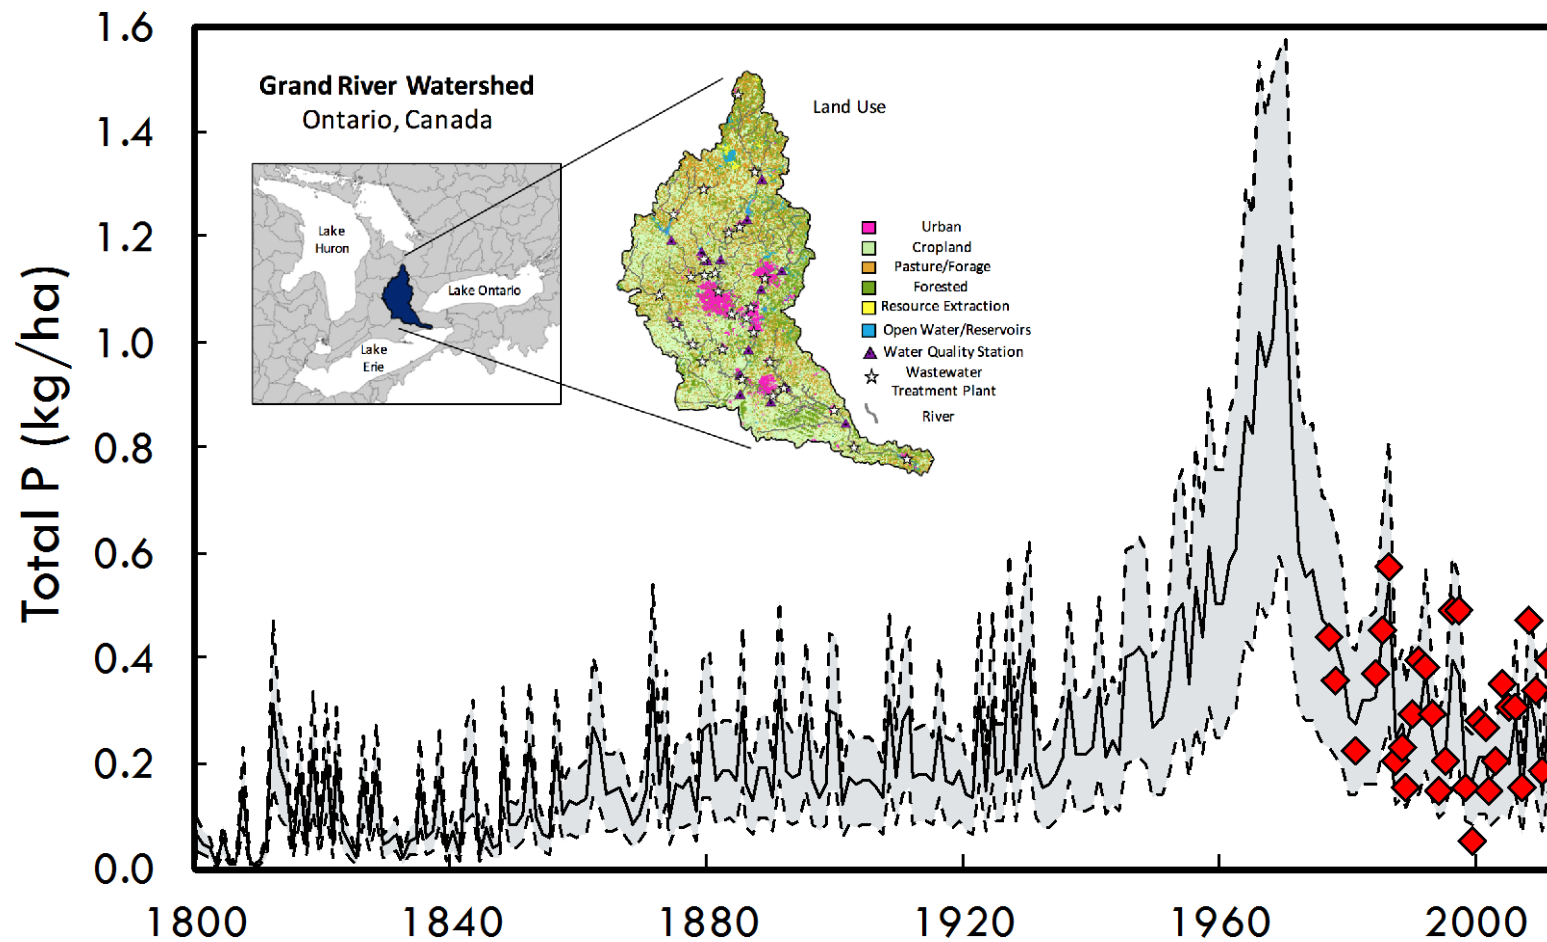 1.6
1.4
1.2
1.0
0.8
0.6
0.4
0.2
0.0
Total P (kg/ha)
1800
1840
1880
1920
1960
2000
Grand River Watershed
Ontario, Canada
Lake
Huron
Lake Ontario
Lake
Erie
Land Use
Urban
Cropland
Pasture/Forage
Forested
Resource Extraction
Open Water/Reservoirs
Water Quality Station
Wastewater
Treatment Plant
River